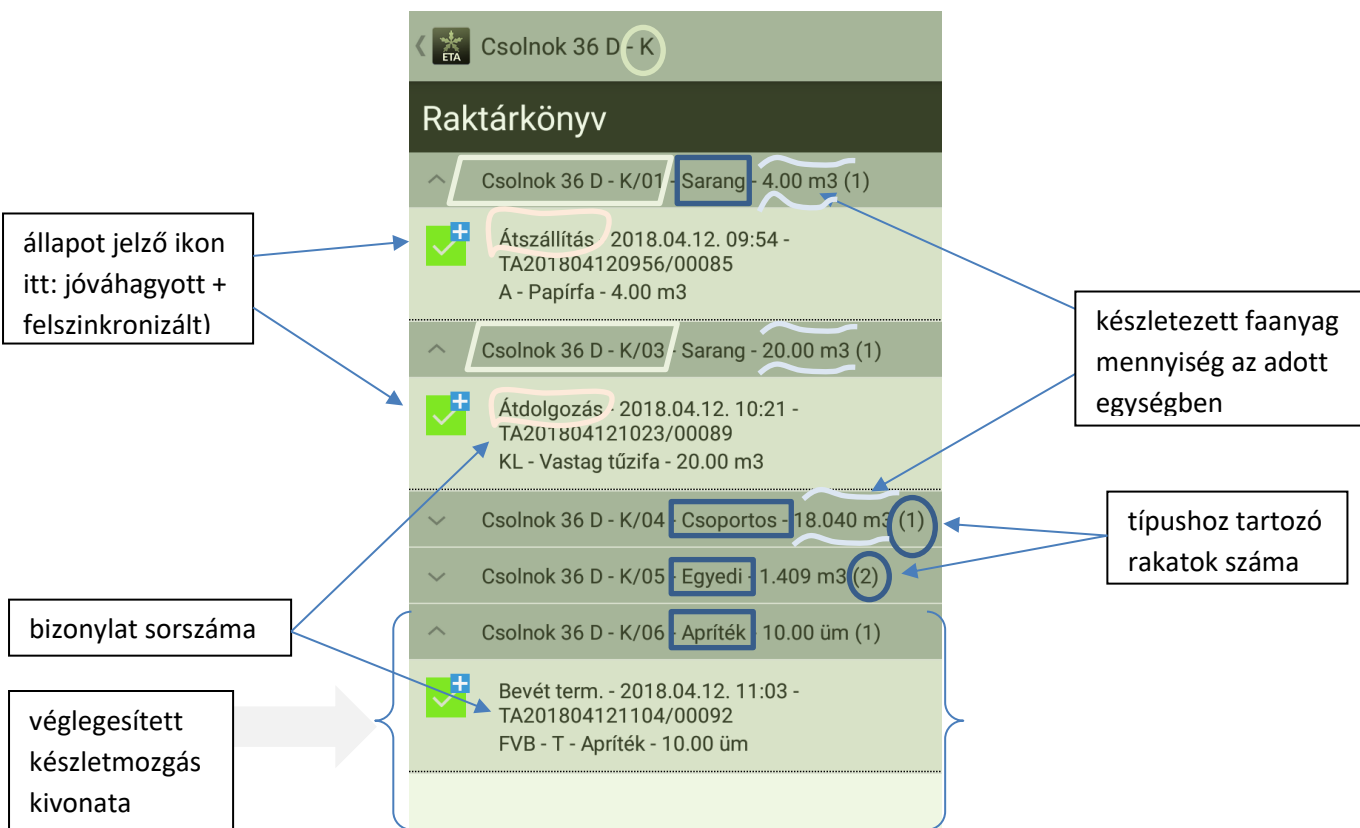 ETA
Csolnok 36 D - K
Raktárkönyv
Csolnok 36 D - K/01 - Sarang - 4.00 m3 (1)
állapot jelző ikon
itt: jóváhagyott +
felszinkronizált)
Átszállítás - 2018.04.12. 09:54 -
TA201804120956/00085
A - Papírfa - 4.00 m3
készletezett faanyag
mennyiség az adott
egységben
Csolnok 36 D - K/03 - Sarang - 20.00 m3 (1)
Átdolgozás - 2018.04.12. 10:21 -
TA201804121023/00089
KL - Vastag tűzifa - 20.00 m3
Csolnok 36 D - K/04 - Csoportos - 18.040 m3 (1)
típushoz tartozó
rakatok száma
Csolnok 36 D - K/05 - Egyedi - 1.409 m3 (2)
bizonylat sorszáma
Csolnok 36 D - K/06 - Apríték - 10.00 üm (1)
véglegesített
készletmozgás
kivonata
Bevét term. - 2018.04.12. 11:03 -
TA201804121104/00092
FVB - T - Apríték - 10.00 üm